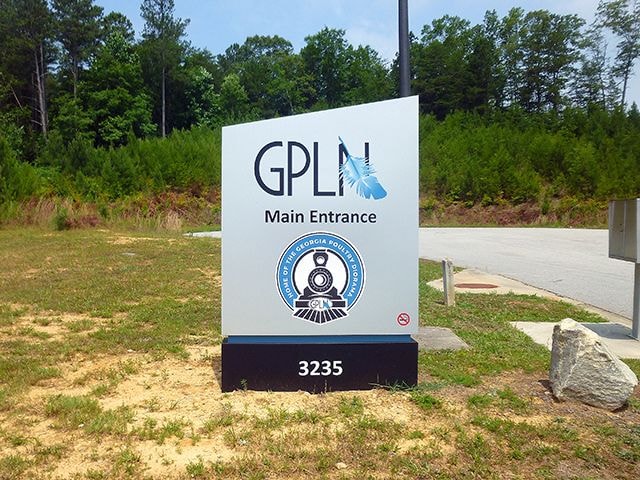 GPLN
Main Entrance
HOME OF THE GEORGIA POULTRY DIORAMA
GPLN
3235